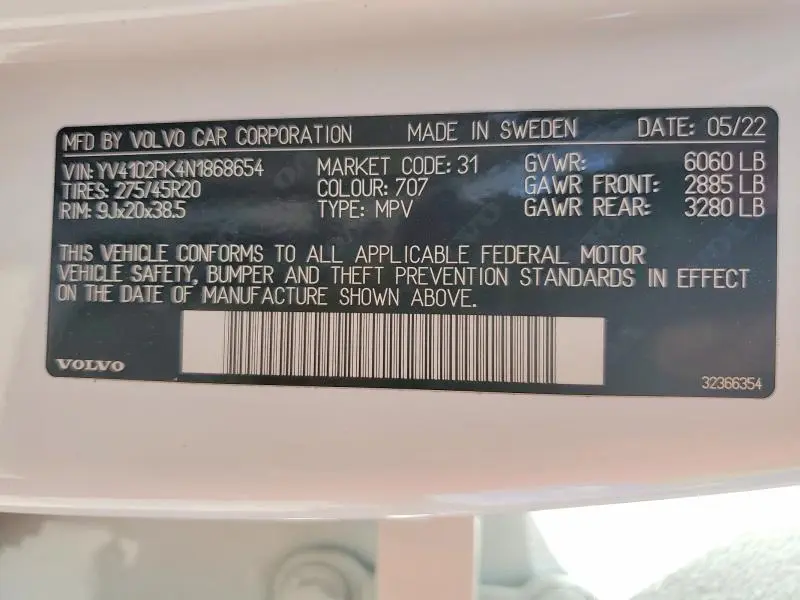 MFD BY VOLVO CAR CORPORATION MADE IN SWEDEN DATE: 05/22
VIN: YV4102PK4N1868654 MARKET CODE: 31 GVWR: 6060 LB
TIRES: 275/45R20 COLOUR: 707 GAWR FRONT: 2885 LB
RIM: 9Jx20x38.5 TYPE: MPV GAWR REAR: 3280 LB
THIS VEHICLE CONFORMS TO ALL APPLICABLE FEDERAL MOTOR
VEHICLE SAFETY, BUMPER AND THEFT PREVENTION STANDARDS IN EFFECT
ON THE DATE OF MANUFACTURE SHOWN ABOVE.
VOLVO 32366354